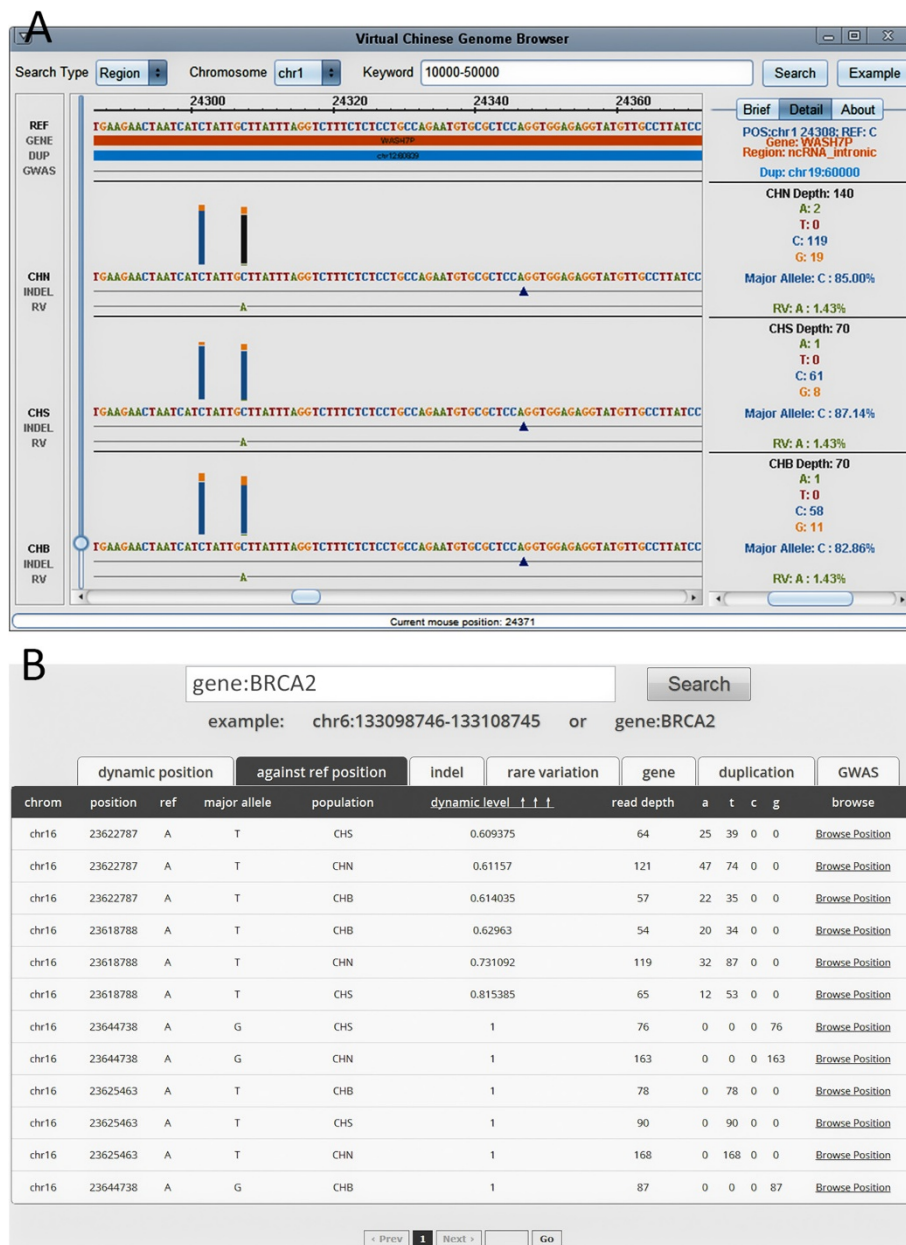 A
Virtual Chinese Genome Browser
Search Type Region Chromosome chr1 Keyword 10000-50000 Search Example
24300 24320 24340 24360
Brief Detail About
REF TGAAGAACTAATCATCTATTGCTTATTTAGGTCTTTCTCTCCTGCCAGAATGTGCGCTCCAGGTGGAGAGGTATGTTGCCTTATCC
POS:chr1 24308; REF: C
GENE WASH7P
Gene: WASH7P
Region: ncRNA_intronic
DUP
GWAS
Dup: chr19:60000
CHN Depth: 140
A: 2
T: 0
C: 119
G: 19
CHN TGAAGAACTAATCATCTATTGCTTATTTAGGTCTTTCTCTCCTGCCAGAATGTGCGCTCCAGGTGGAGAGGTATGTTGCCTTATCC
INDEL
Major Allele: C : 85.00%
RV A
RV: A : 1.43%
CHS Depth: 70
A: 1
T: 0
C: 61
G: 8
CHS TGAAGAACTAATCATCTATTGCTTATTTAGGTCTTTCTCTCCTGCCAGAATGTGCGCTCCAGGTGGAGAGGTATGTTGCCTTATCC
INDEL
Major Allele: C : 87.14%
RV A
RV: A : 1.43%
CHB Depth: 70
A: 1
T: 0
C: 58
G: 11
CHB TGAAGAACTAATCATCTATTGCTTATTTAGGTCTTTCTCTCCTGCCAGAATGTGCGCTCCAGGTGGAGAGGTATGTTGCCTTATCC
INDEL
Major Allele: C : 82.86%
RV A
RV: A : 1.43%
Current mouse position: 24371
B
gene:BRCA2 Search
example: chr6:133098746-133108745 or gene:BRCA2
dynamic position against ref position indel rare variation gene duplication GWAS
chrom position ref major allele population dynamic level ↑ ↑ ↑ read depth a t c g browse
chr16 23622787 A T CHS 0.609375 64 25 39 0 0 Browse Position
chr16 23622787 A T CHN 0.61157 121 47 74 0 0 Browse Position
chr16 23622787 A T CHB 0.614035 57 22 35 0 0 Browse Position
chr16 23618788 A T CHB 0.62963 54 20 34 0 0 Browse Position
chr16 23618788 A T CHN 0.731092 119 32 87 0 0 Browse Position
chr16 23618788 A T CHS 0.815385 65 12 53 0 0 Browse Position
chr16 23644738 A G CHS 1 76 0 0 0 76 Browse Position
chr16 23644738 A G CHN 1 163 0 0 0 163 Browse Position
chr16 23625463 A T CHB 1 78 0 78 0 0 Browse Position
chr16 23625463 A T CHS 1 90 0 90 0 0 Browse Position
chr16 23625463 A T CHN 1 168 0 168 0 0 Browse Position
chr16 23644738 A G CHB 1 87 0 0 0 87 Browse Position
‹ Prev 1 Next › Go